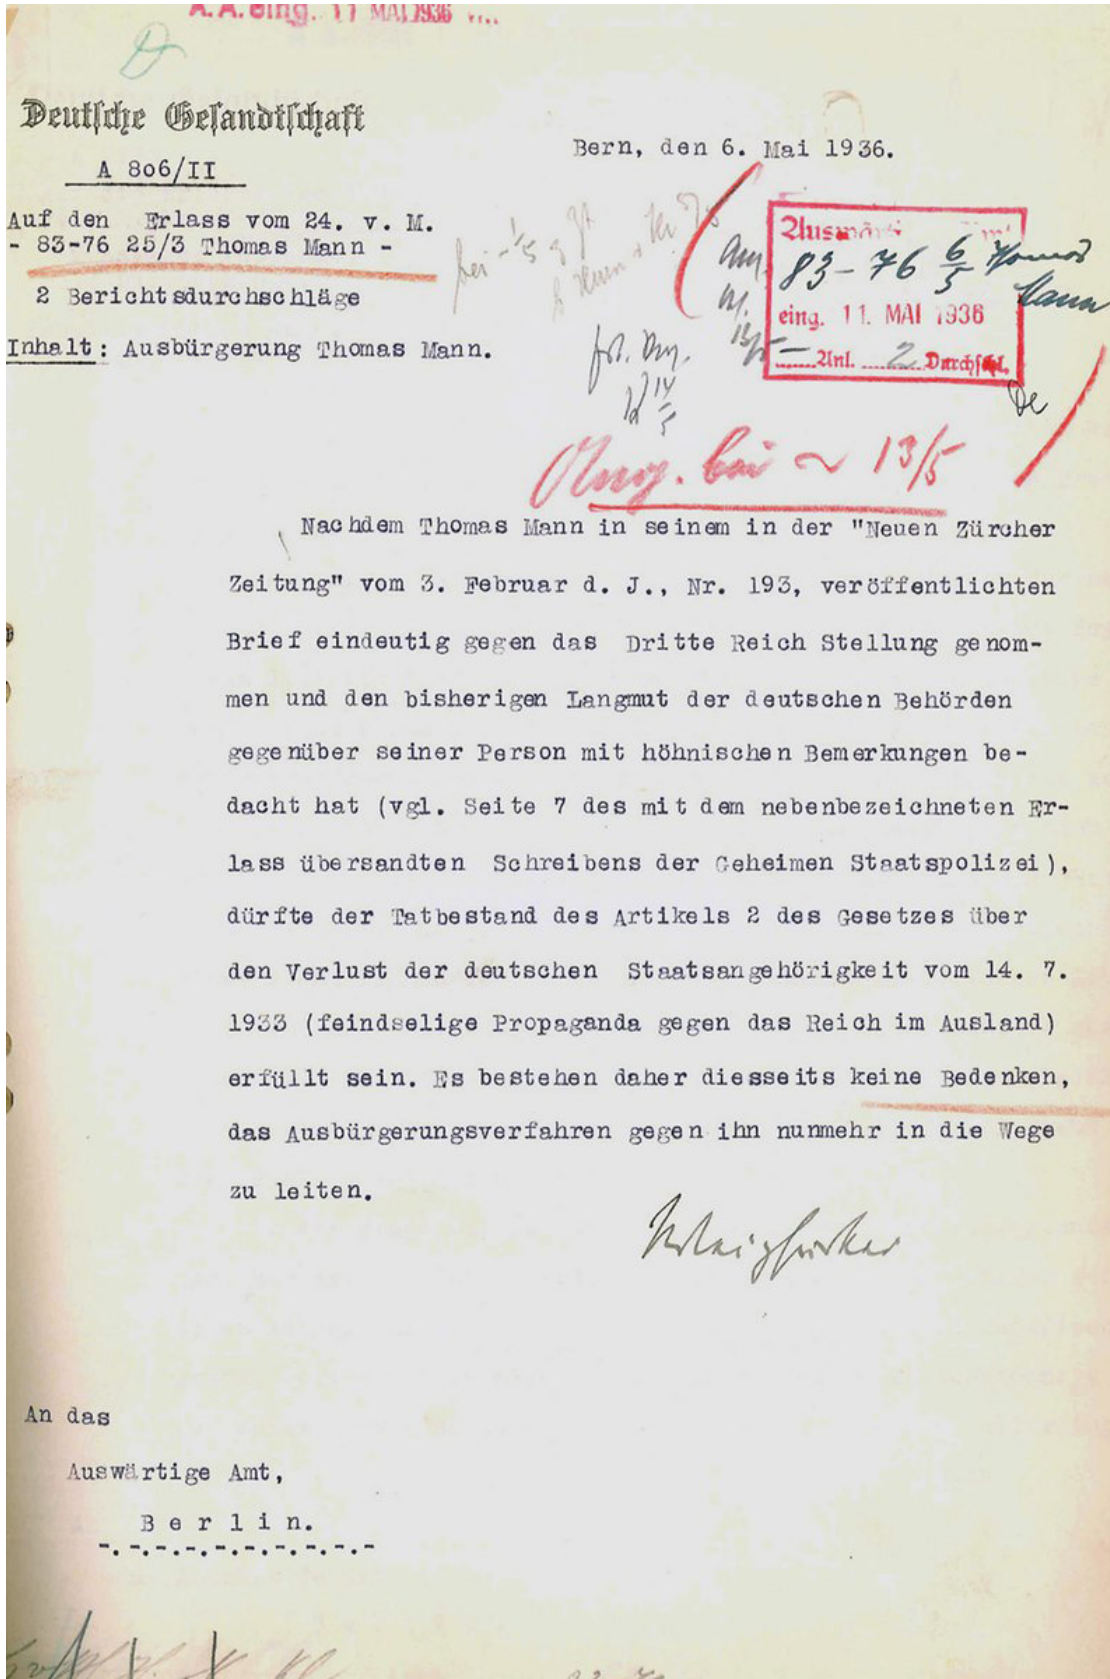 A. A. eing. 11 MAI 1936
Deutsche Gesandtschaft
A 806/II
Bern, den 6. Mai 1936.
Auf den Erlass vom 24. v. M.
- 83-76 25/3 Thomas Mann -
2 Berichtsdurchschläge
Inhalt: Ausbürgerung Thomas Mann.
83-76 6/5 Thomas
Mann
eing. 11. MAI 1936
Anl. 2 Durchschl.
13/5
Nachdem Thomas Mann in seinem in der "Neuen Zürcher
Zeitung" vom 3. Februar d. J., Nr. 193, veröffentlichten
Brief eindeutig gegen das Dritte Reich Stellung genom-
men und den bisherigen Langmut der deutschen Behörden
gegenüber seiner Person mit höhnischen Bemerkungen be-
dacht hat (vgl. Seite 7 des mit dem nebenbezeichneten Er-
lass übersandten Schreibens der Geheimen Staatspolizei),
dürfte der Tatbestand des Artikels 2 des Gesetzes über
den Verlust der deutschen Staatsangehörigkeit vom 14. 7.
1933 (feindselige Propaganda gegen das Reich im Ausland)
erfüllt sein. Es bestehen daher diesseits keine Bedenken,
das Ausbürgerungsverfahren gegen ihn nunmehr in die Wege
zu leiten.
An das
Auswärtige Amt,
Berlin.